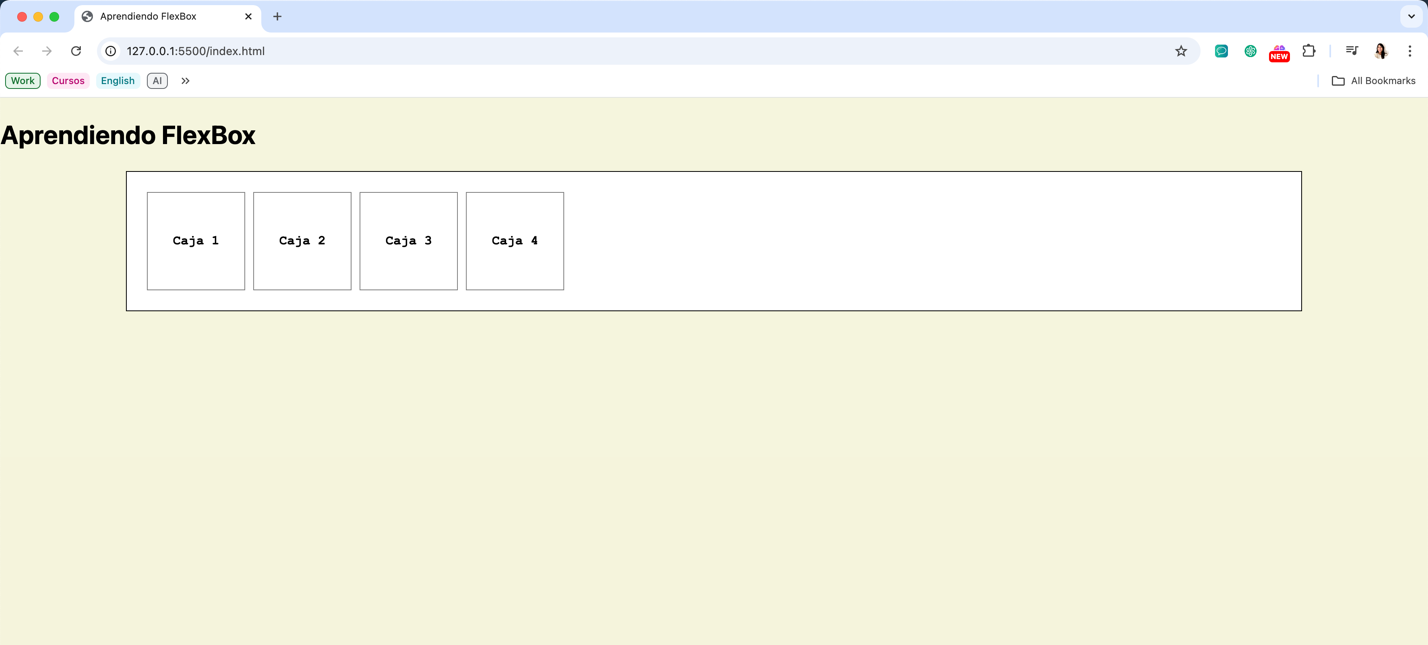 Aprendiendo FlexBox
127.0.0.1:5500/index.html
NEW
Work Cursos English AI All Bookmarks
Aprendiendo FlexBox
Caja 1 Caja 2 Caja 3 Caja 4